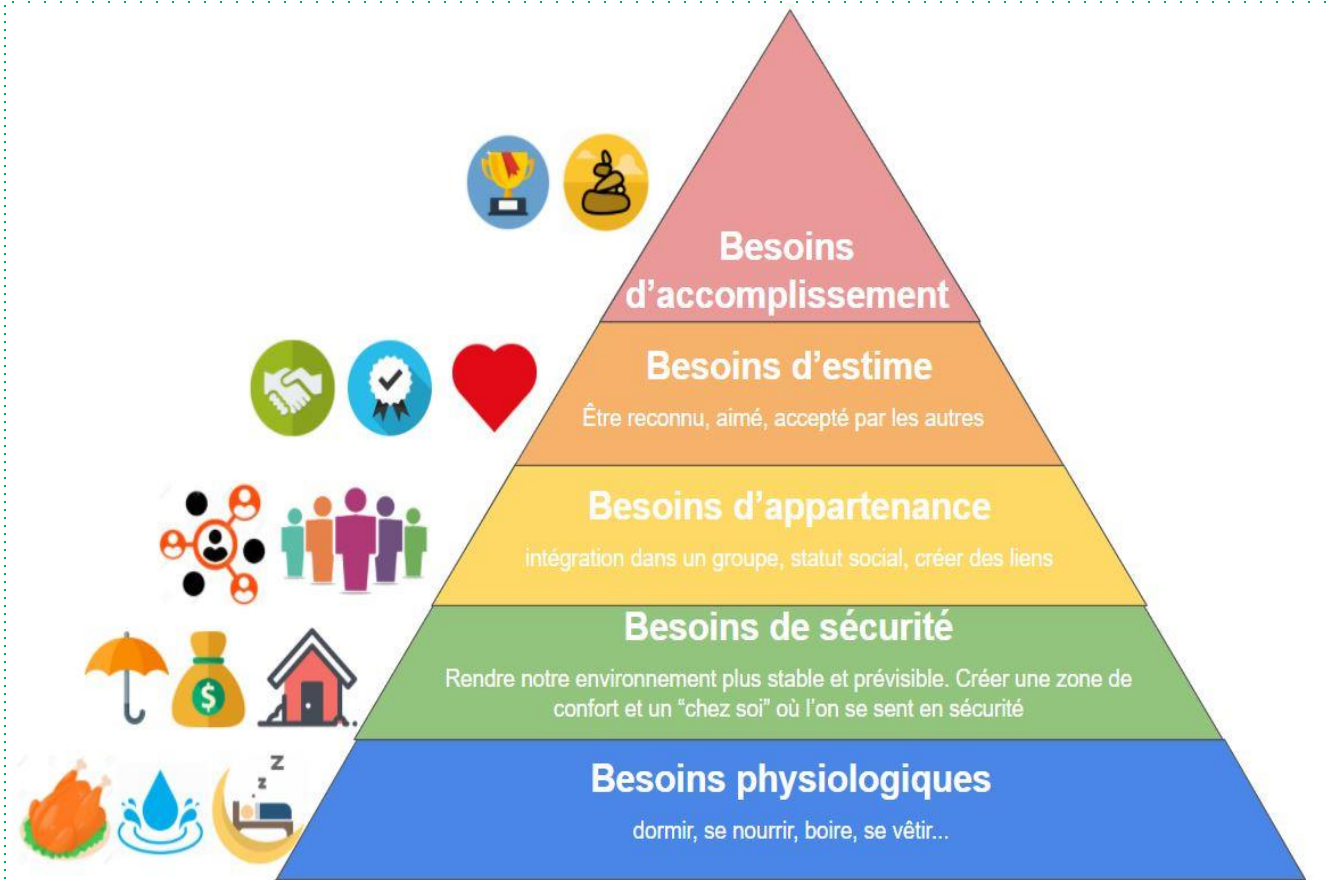 Besoins
d’accomplissement
Besoins d’estime
Être reconnu, aimé, accepté par les autres
Besoins d’appartenance
intégration dans un groupe, statut social, créer des liens
Besoins de sécurité
Rendre notre environnement plus stable et prévisible. Créer une zone de
confort et un “chez soi” où l’on se sent en sécurité
$
Z
z
z
Besoins physiologiques
dormir, se nourrir, boire, se vêtir...